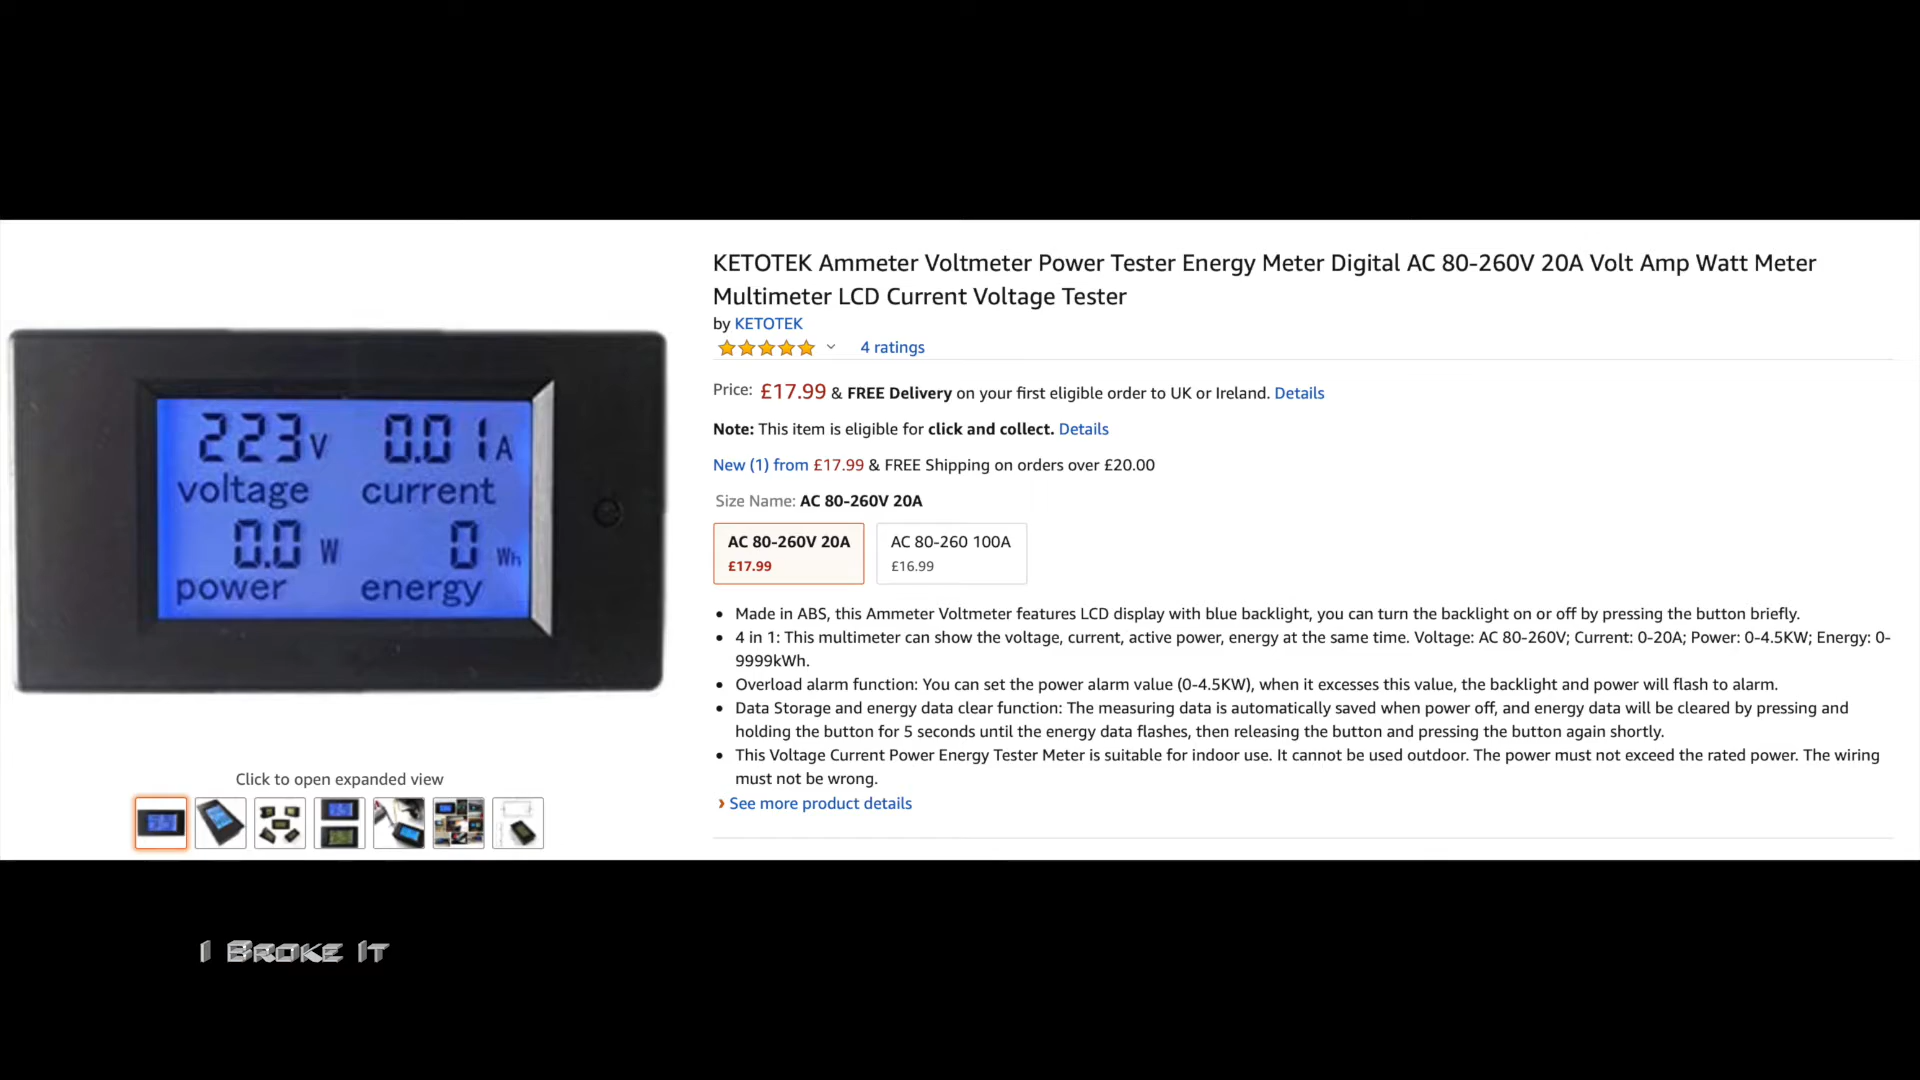 KETOTEK Ammeter Voltmeter Power Tester Energy Meter Digital AC 80-260V 20A Volt Amp Watt Meter
Multimeter LCD Current Voltage Tester
by KETOTEK
4 ratings
Price: £17.99 & FREE Delivery on your first eligible order to UK or Ireland. Details
Note: This item is eligible for click and collect. Details
New (1) from £17.99 & FREE Shipping on orders over £20.00
Size Name: AC 80-260V 20A
AC 80-260V 20A
£17.99
AC 80-260 100A
£16.99
• Made in ABS, this Ammeter Voltmeter features LCD display with blue backlight, you can turn the backlight on or off by pressing the button briefly.
• 4 in 1: This multimeter can show the voltage, current, active power, energy at the same time. Voltage: AC 80-260V; Current: 0-20A; Power: 0-4.5KW; Energy: 0-
9999kWh.
• Overload alarm function: You can set the power alarm value (0-4.5KW), when it excesses this value, the backlight and power will flash to alarm.
• Data Storage and energy data clear function: The measuring data is automatically saved when power off, and energy data will be cleared by pressing and
holding the button for 5 seconds until the energy data flashes, then releasing the button and pressing the button again shortly.
• This Voltage Current Power Energy Tester Meter is suitable for indoor use. It cannot be used outdoor. The power must not exceed the rated power. The wiring
must not be wrong.
› See more product details
223 V 0.01 A
voltage current
0.0 W 0 Wh
power energy
Click to open expanded view
I Broke It